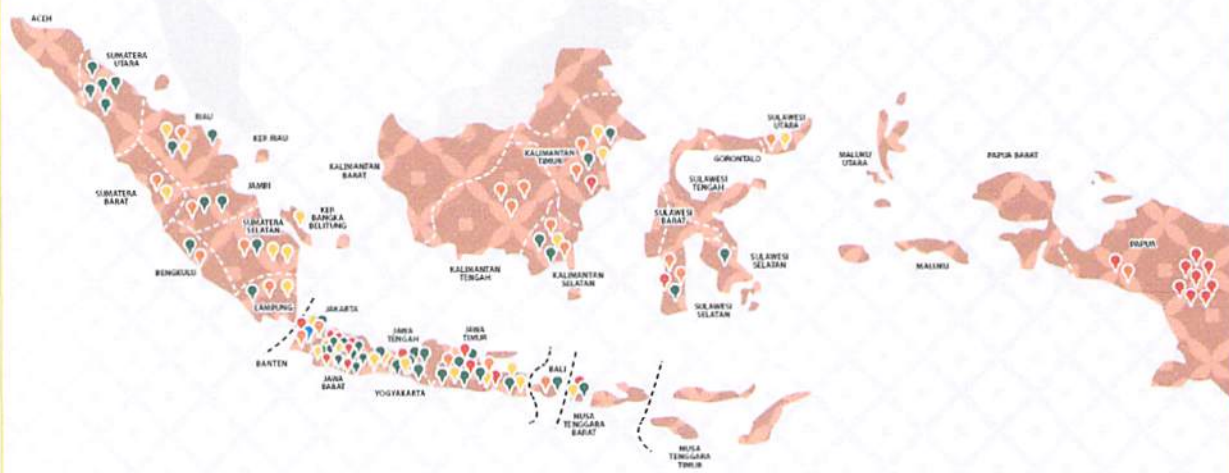 ACEH
SUMATERA
UTARA
RIAU
KEP. RIAU
SUMATERA
BARAT
JAMBI
SUMATERA
SELATAN
KEP.
BANGKA
BELITUNG
BENGKULU
LAMPUNG
JAKARTA
BANTEN
JAWA
BARAT
JAWA
TENGAH
YOGYAKARTA
JAWA
TIMUR
BALI
NUSA
TENGGARA
BARAT
NUSA
TENGGARA
TIMUR
KALIMANTAN
BARAT
KALIMANTAN
TIMUR
KALIMANTAN
TENGAH
KALIMANTAN
SELATAN
SULAWESI
UTARA
GORONTALO
SULAWESI
TENGAH
SULAWESI
BARAT
SULAWESI
SELATAN
SULAWESI
SELATAN
MALUKU
UTARA
MALUKU
PAPUA BARAT
PAPUA